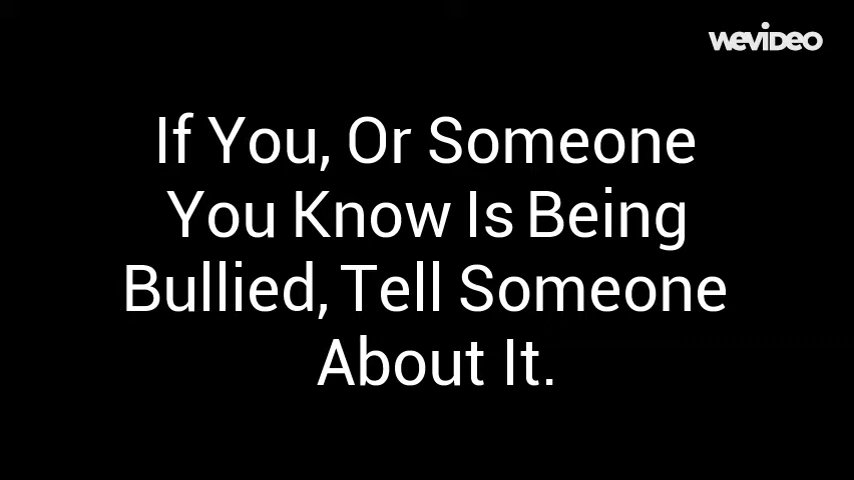 WEVIDEO
If You, Or Someone
You Know Is Being
Bullied, Tell Someone
About It.